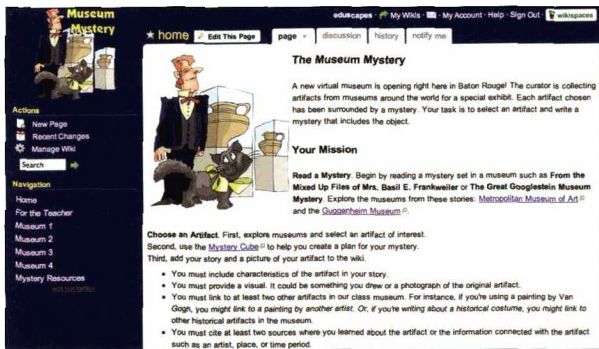 Museum
Mystery
eduscapes · My Wikis · My Account · Help · Sign Out · wikispaces
home Edit This Page page discussion history notify me
The Museum Mystery
A new virtual museum is opening right here in Baton Rouge! The curator is collecting
artifacts from museums around the world for a special exhibit. Each artifact chosen
has been surrounded by a mystery. Your task is to select an artifact and write a
mystery that includes the object.
Your Mission
Read a Mystery. Begin by reading a mystery set in a museum such as From the
Mixed Up Files of Mrs. Basil E. Frankweiler or The Great Googlestein Museum
Mystery. Explore the museums from these stories: Metropolitan Museum of Art
and the Guggenheim Museum.
Actions
New Page
Recent Changes
Manage Wiki
Search
Navigation
Home
For the Teacher
Museum 1
Museum 2
Museum 3
Museum 4
Mystery Resources
Choose an Artifact. First, explore museums and select an artifact of interest.
Second, use the Mystery Cube to help you create a plan for your mystery.
Third, add your story and a picture of your artifact to the wiki.
• You must include characteristics of the artifact in your story.
• You must provide a visual. It could be something you drew or a photograph of the original artifact.
• You must link to at least two other artifacts in our class museum. For instance, if you're using a painting by Van
Gogh, you might link to a painting by another artist. Or, if you're writing about a historical costume, you might link to
other historical artifacts in the museum.
• You must cite at least two sources where you learned about the artifact or the information connected with the artifact
such as an artist, place, or time period.